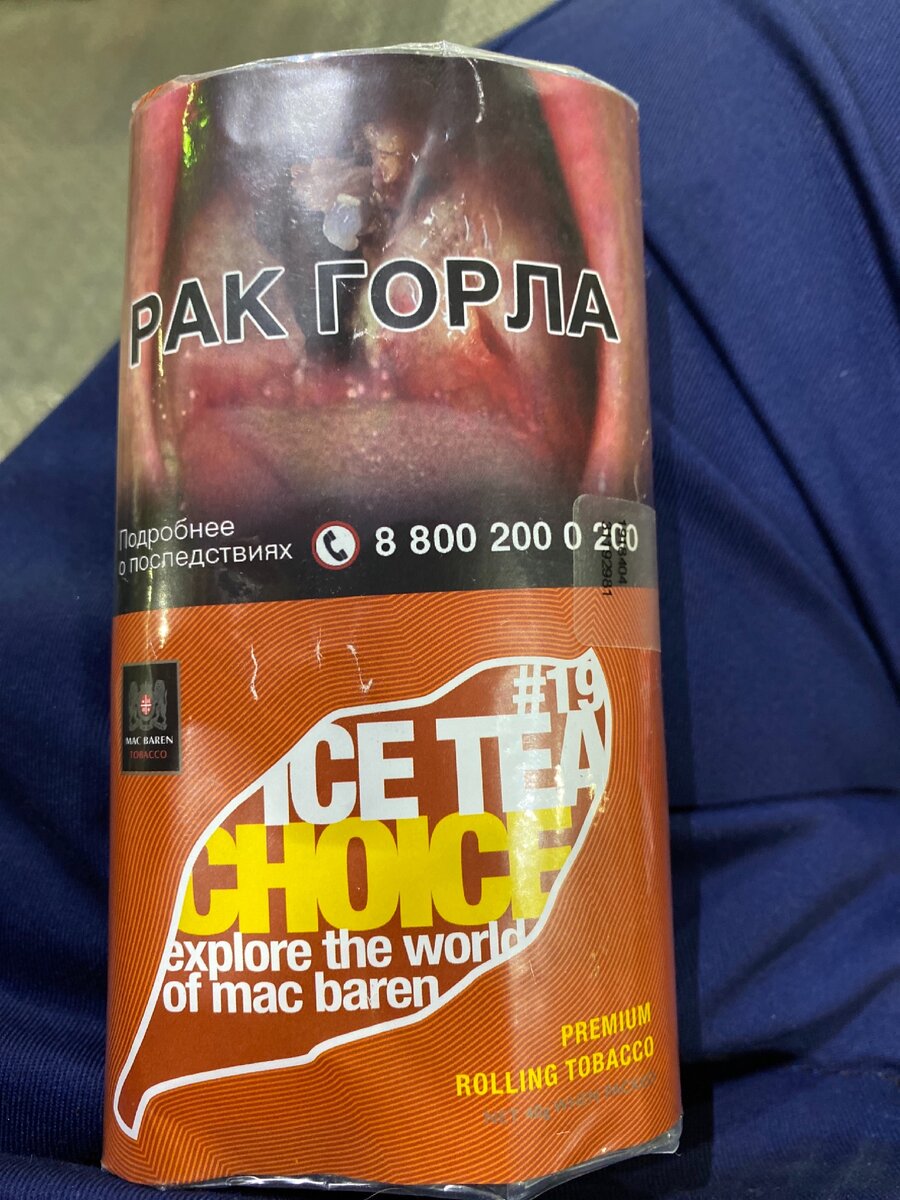 РАК ГОРЛА
Подробнее
о последствиях
8 800 200 0 200
MAC BAREN
TOBACCO
#19
ICE TEA
CHOICE
explore the world
of mac baren
PREMIUM
ROLLING TOBACCO